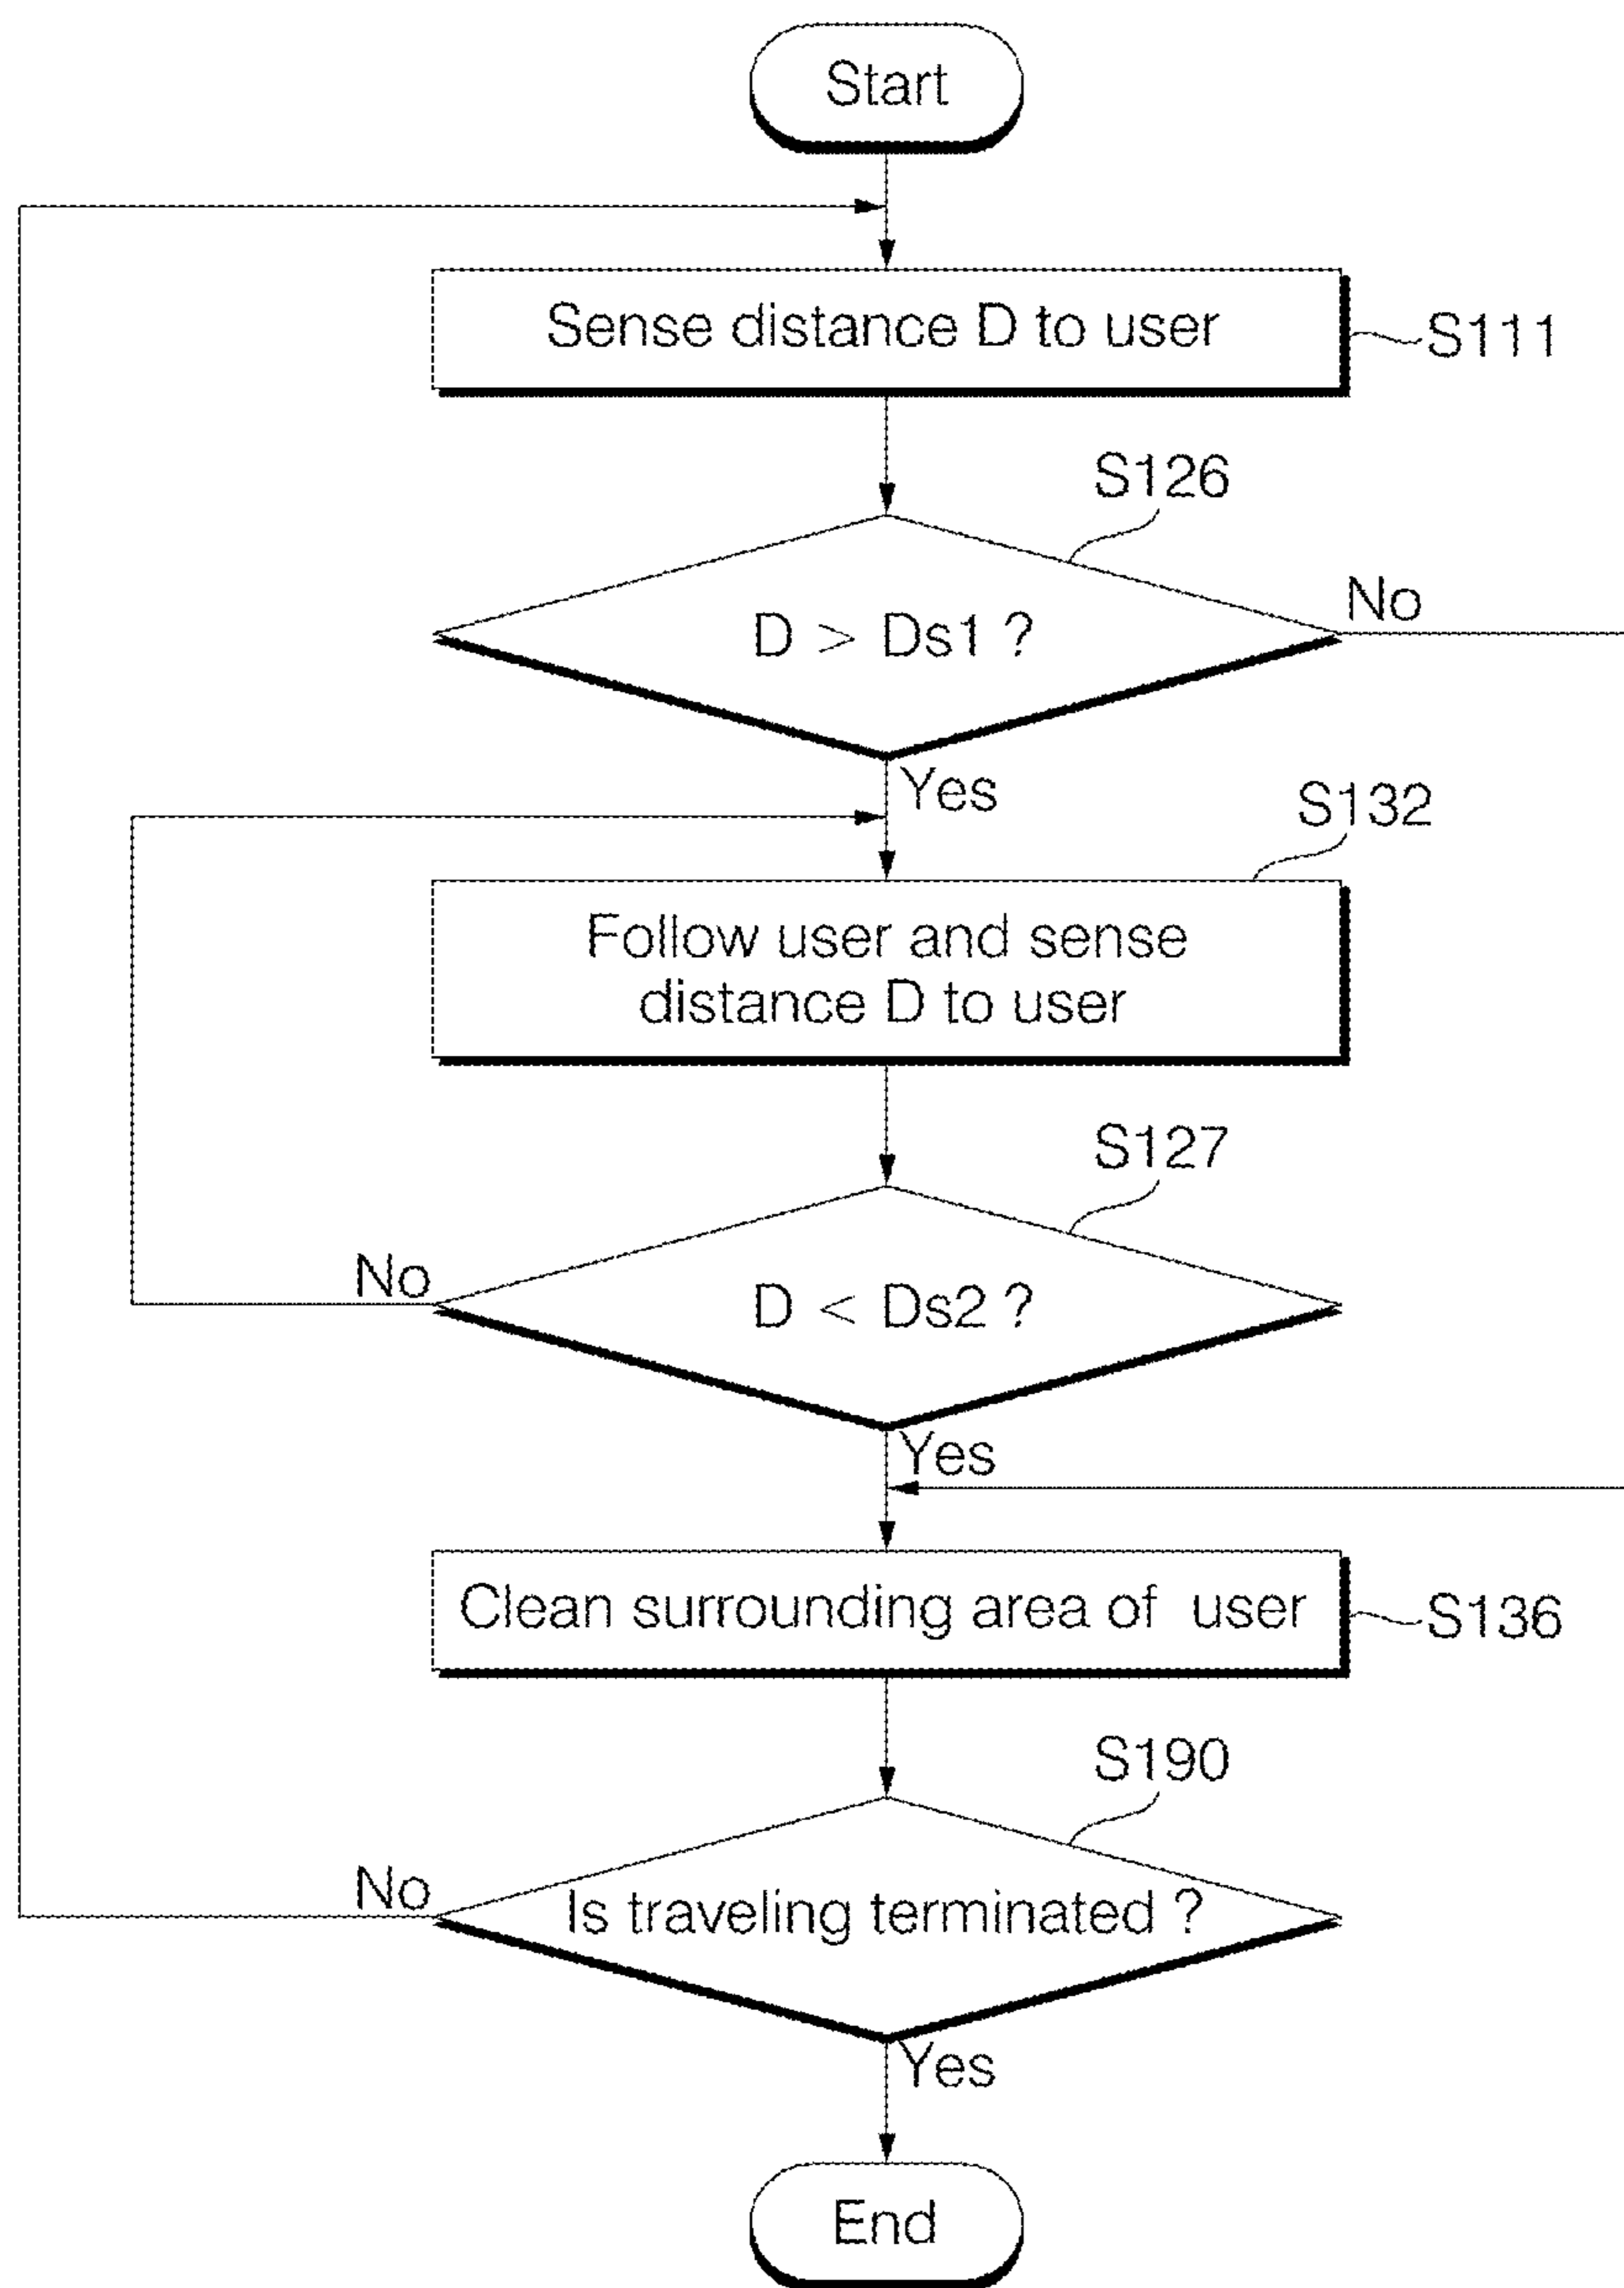 Start
Sense distance D to user
S111
S126
D > Ds1 ?
No
Yes
S132
Follow user and sense
distance D to user
S127
No
D < Ds2 ?
Yes
Clean surrounding area of user
S136
S190
No
Is traveling terminated ?
Yes
End